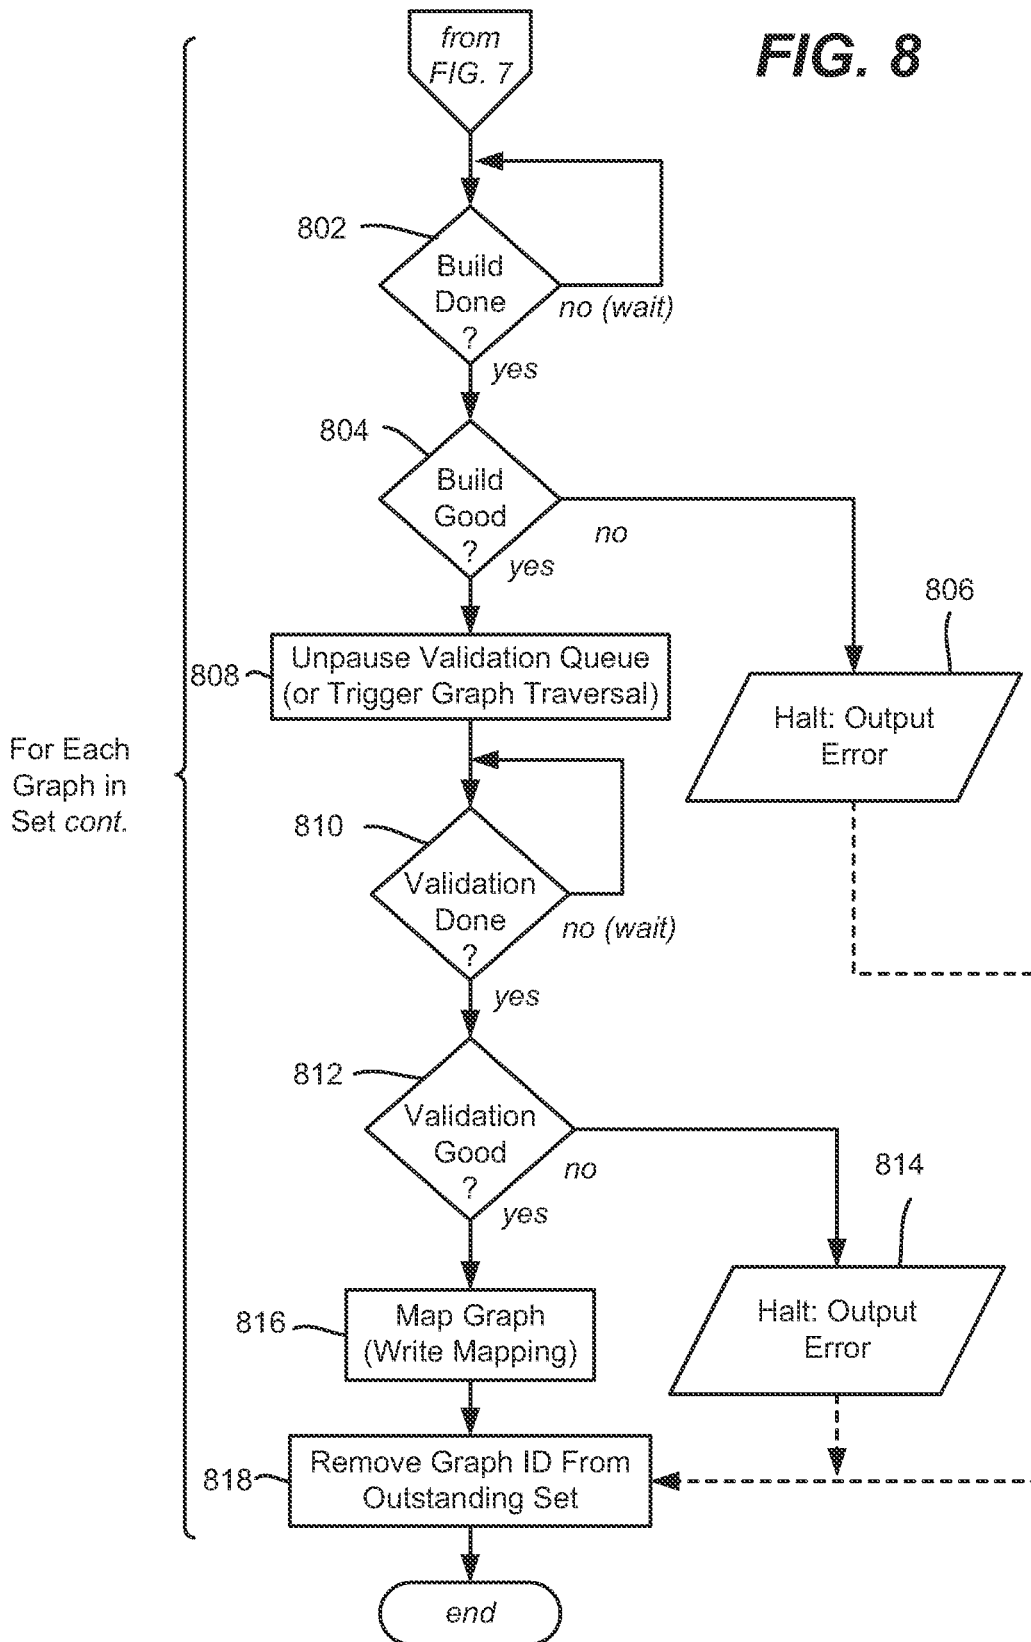 from
FIG. 7
FIG. 8
802
Build
Done
?
no (wait)
yes
804
Build
Good
?
no
yes
806
Halt: Output
Error
808
Unpause Validation Queue
(or Trigger Graph Traversal)
For Each
Graph in
Set cont.
810
Validation
Done
?
no (wait)
yes
812
Validation
Good
?
no
yes
814
Halt: Output
Error
816
Map Graph
(Write Mapping)
818
Remove Graph ID From
Outstanding Set
end